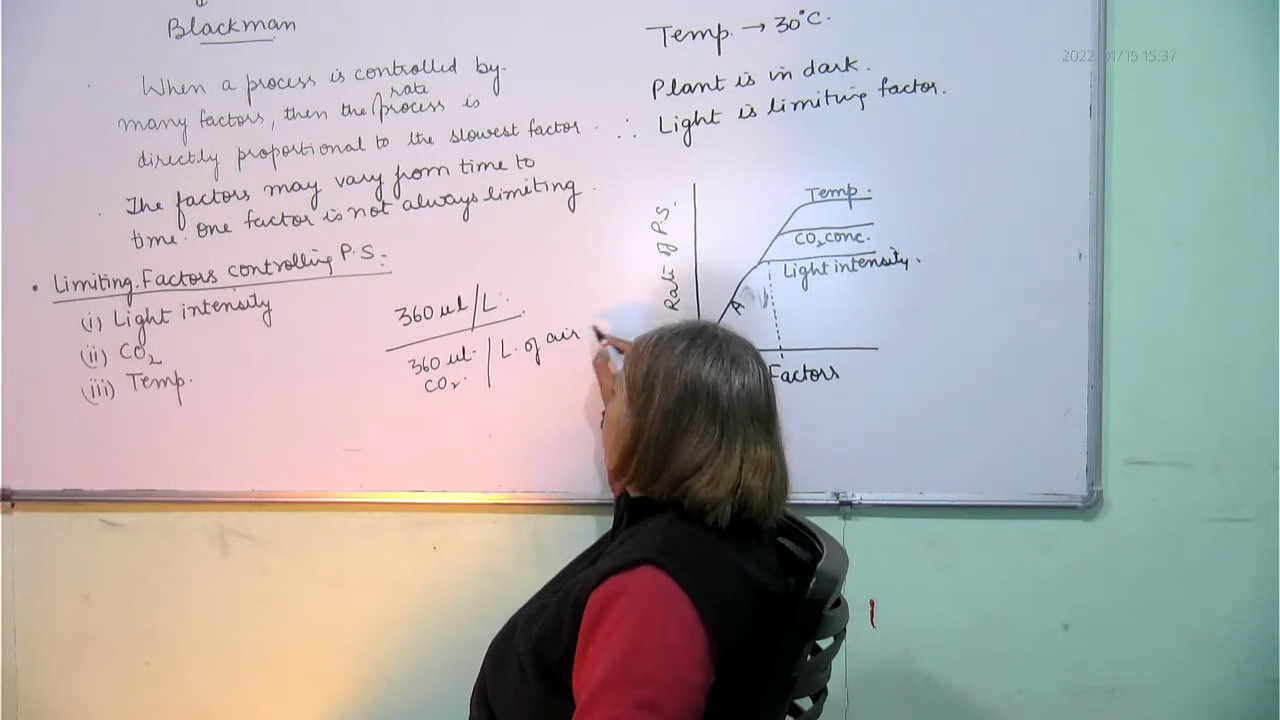 Blackman
When a process is controlled by
many factors, then the rate process is
directly proportional to the slowest factor.
The factors may vary from time to
time. One factor is not always limiting.
Limiting Factors controlling P.S:
(i) Light intensity
(ii) CO₂
(iii) Temp.
360 ul/L.
360 ul. / L. of air
CO₂.
Temp. → 30°C.
Plant is in dark.
∴ Light is limiting factor.
Rate of P.S.
Temp.
CO₂ conc.
Light intensity.
A
Factors
2022/01/15 15:37